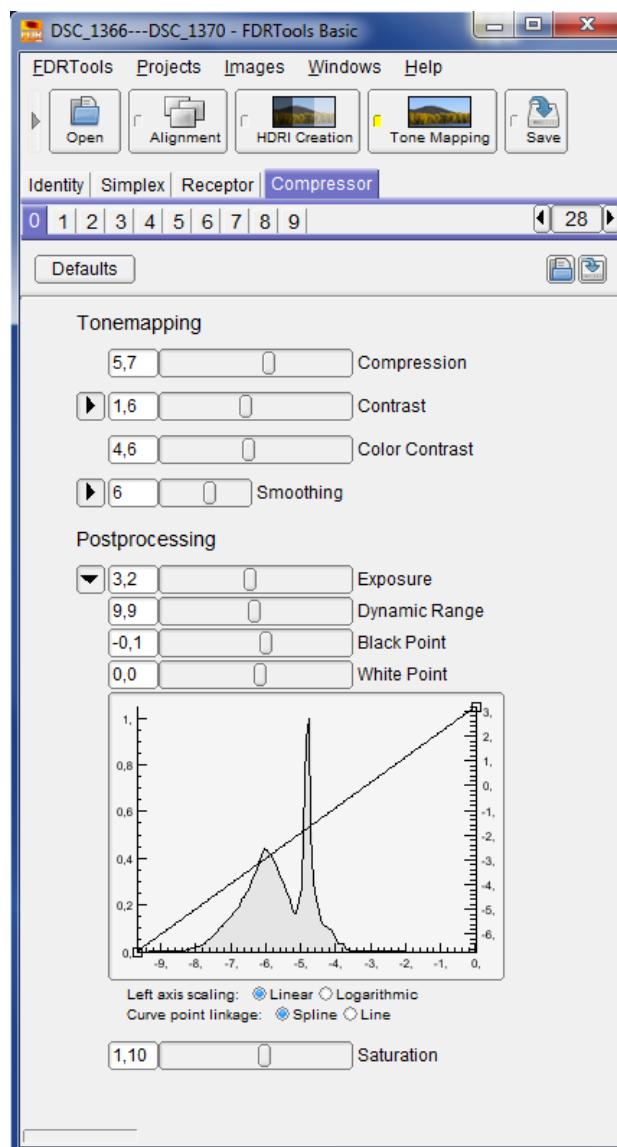 FDR DSC_1366---DSC_1370 - FDRTools Basic
FDRTools Projects Images Windows Help
Open Alignment HDRI Creation Tone Mapping Save
Identity Simplex Receptor Compressor
0 1 2 3 4 5 6 7 8 9 28
Defaults
Tonemapping
5,7 Compression
1,6 Contrast
4,6 Color Contrast
6 Smoothing
Postprocessing
3,2 Exposure
9,9 Dynamic Range
-0,1 Black Point
0,0 White Point
1, 3,
2,
0,8 1,
0,6 0,
-1,
-2,
0,4 -3,
-4,
0,2 -5,
-6,
0,
-9, -8, -7, -6, -5, -4, -3, -2, -1, 0,
Left axis scaling: Linear Logarithmic
Curve point linkage: Spline Line
1,10 Saturation